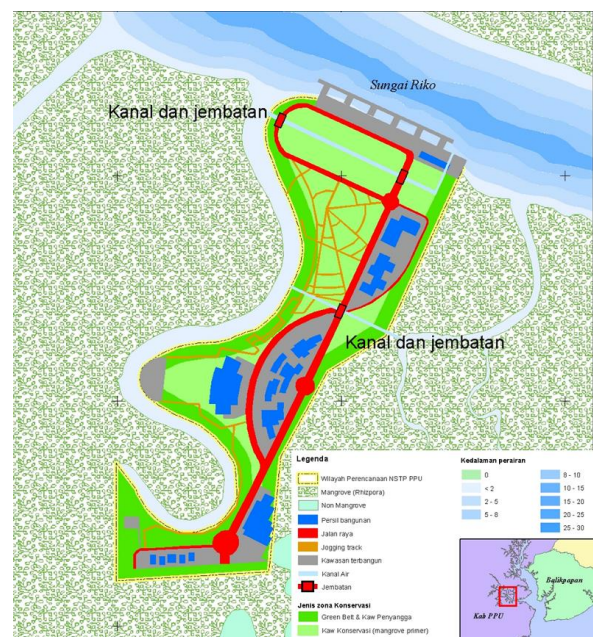 Sungai Riko
Kanal dan jembatan
Kanal dan jembatan
Legenda
Wilayah Perencanaan NSTP PPU
Mangrove (Rhizpora)
Non Mangrove
Persil bangunan
Jalan raya
Jogging track
Kawasan terbangun
Kanal Air
Jembatan
Jenis zona Konservasi
Green Belt & Kaw Penyangga
Kaw Konservasi (mangrove primer)
Kedalaman perairan
0
< 2
2 - 5
5 - 8
8 - 10
10 - 15
15 - 20
20 - 25
25 - 30
Balikpapan
Kab PPU